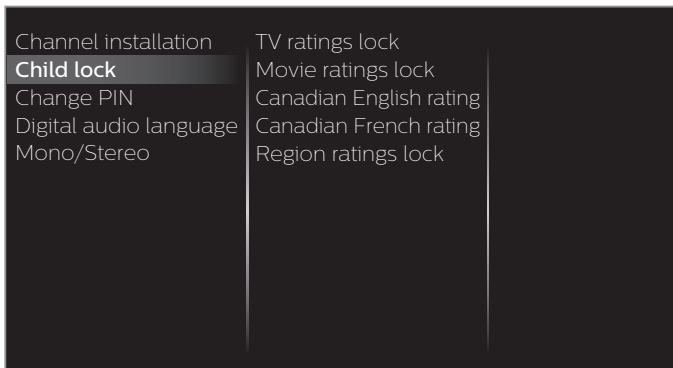 Channel installation
Child lock
Change PIN
Digital audio language
Mono/Stereo
TV ratings lock
Movie ratings lock
Canadian English rating
Canadian French rating
Region ratings lock